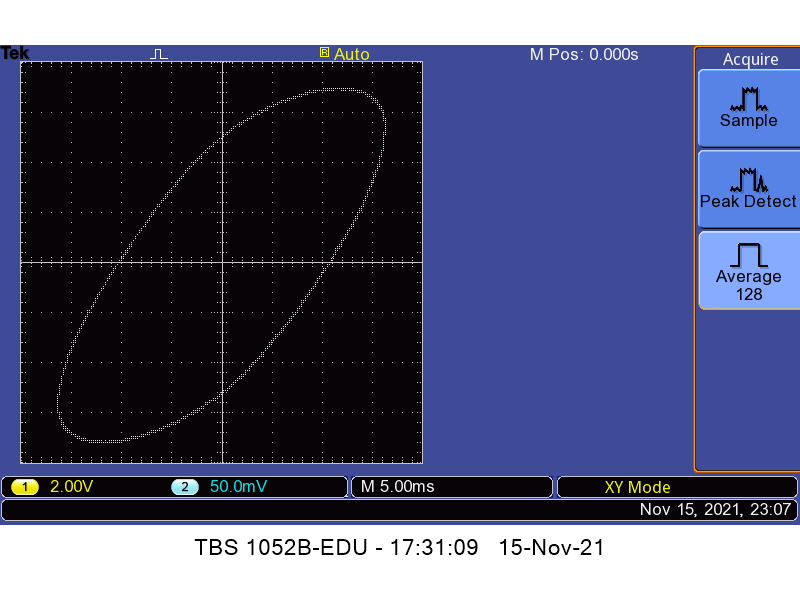 Tek R Auto M Pos: 0.000s
Acquire
Sample
Peak Detect
Average
128
1 2.00V 2 50.0mV M 5.00ms XY Mode
Nov 15, 2021, 23:07
TBS 1052B-EDU - 17:31:09 15-Nov-21